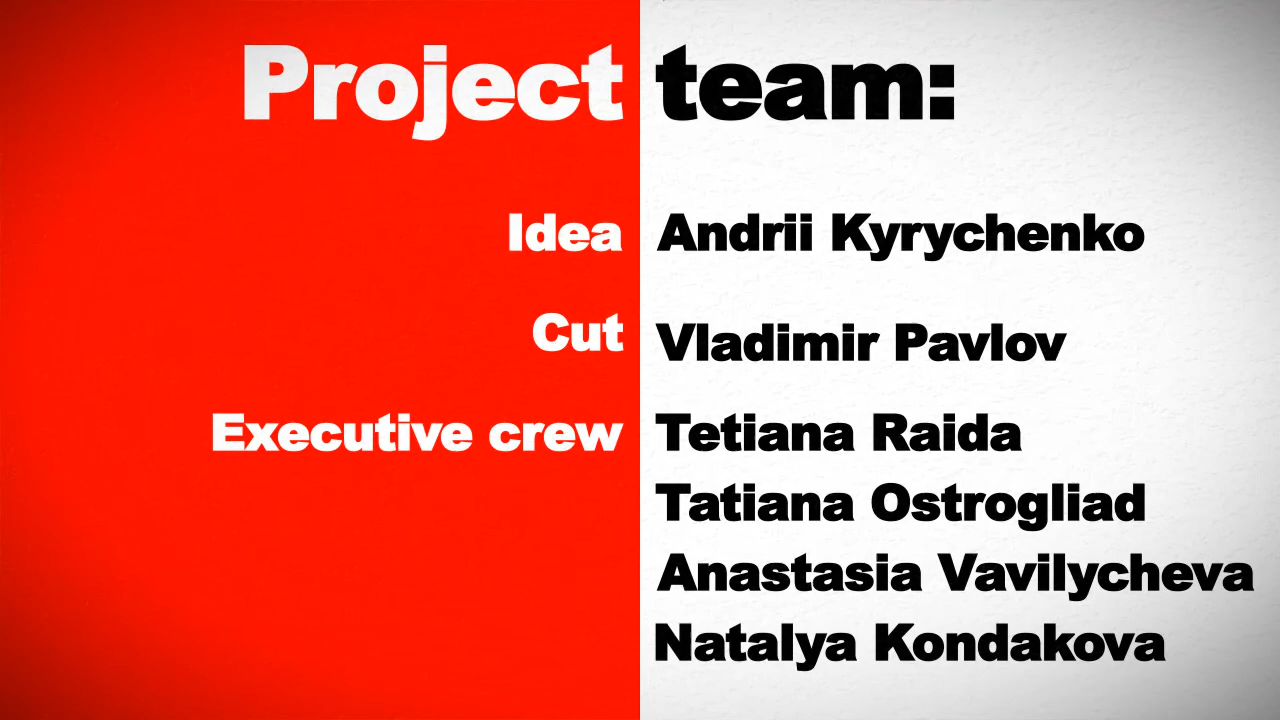 Project team:
Idea Andrii Kyrychenko
Cut Vladimir Pavlov
Executive crew Tetiana Raida
Tatiana Ostrogliad
Anastasia Vavilycheva
Natalya Kondakova